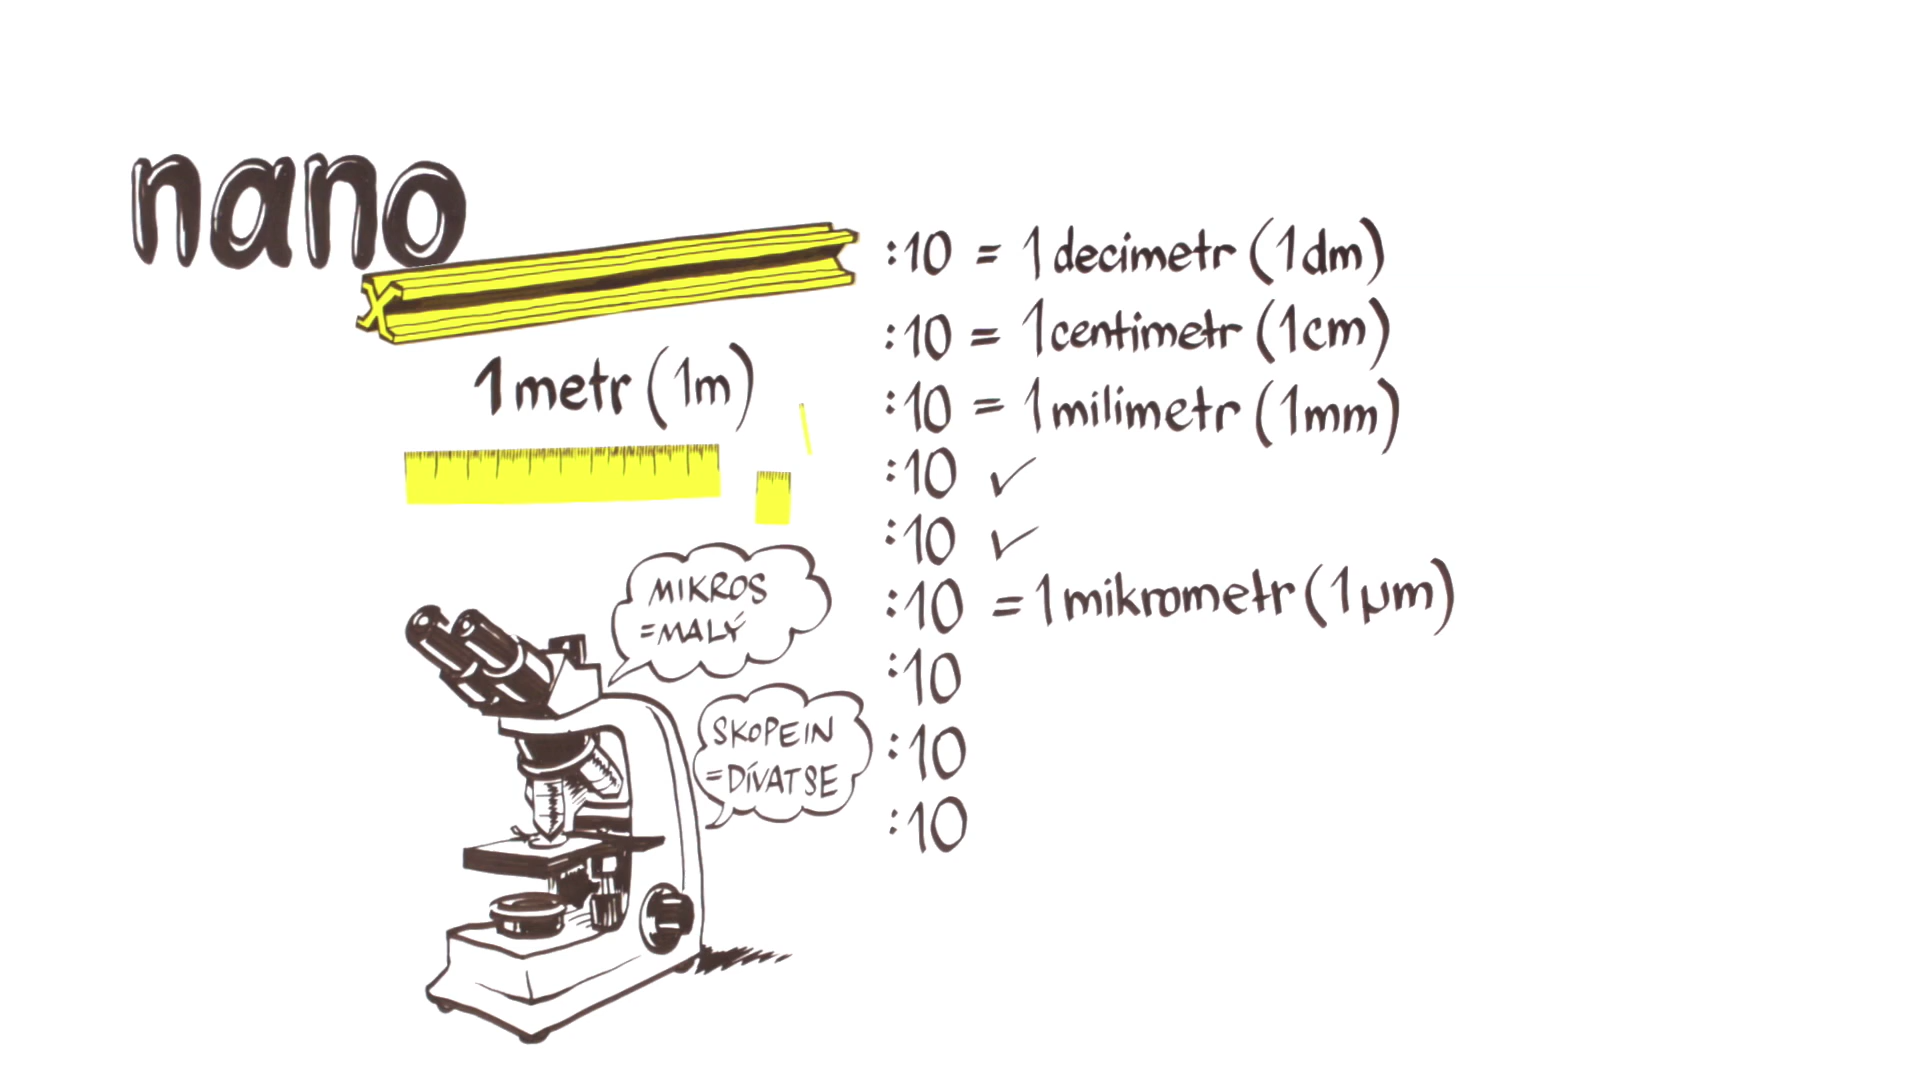 nano
1 metr (1m)
:10 = 1 decimetr (1dm)
:10 = 1 centimetr (1cm)
:10 = 1 milimetr (1mm)
:10 ✓
:10 ✓
:10 = 1 mikrometr (1µm)
:10
:10
:10
MIKROS
=MALÝ
SKOPEIN
=DÍVAT SE